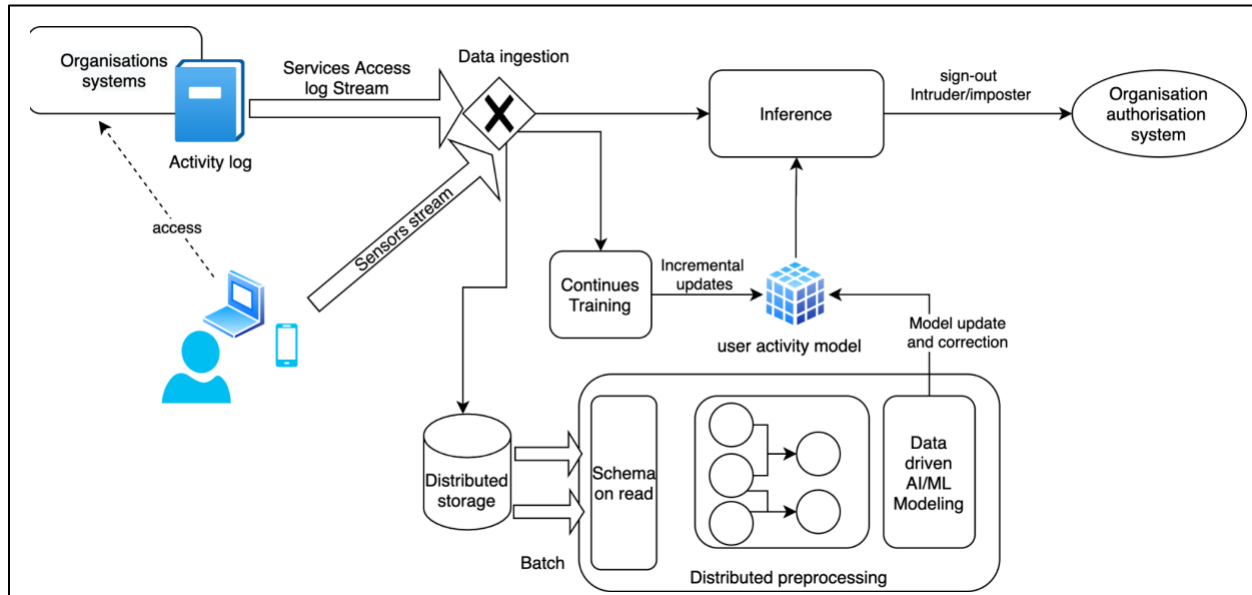 Organisations
systems
Activity log
Services Access
log Stream
Data ingestion
Inference
sign-out
Intruder/imposter
Organisation
authorisation
system
access
Sensors stream
Continues
Training
Incremental
updates
user activity model
Model update
and correction
Distributed
storage
Batch
Schema
on read
Data
driven
AI/ML
Modeling
Distributed preprocessing